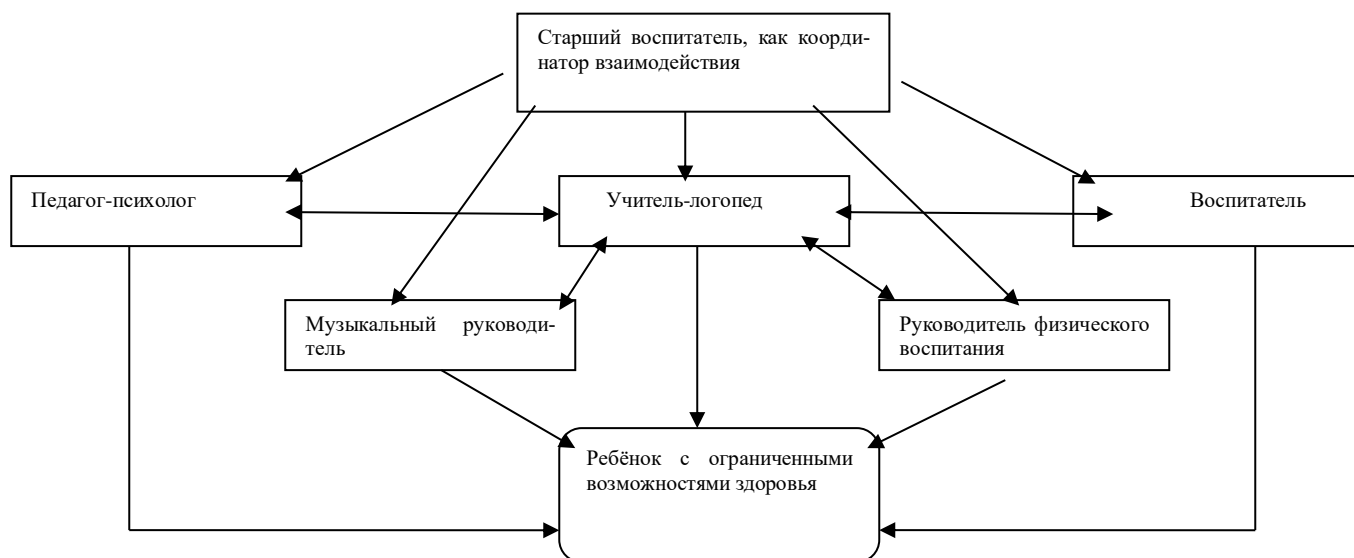 Старший воспитатель, как коорди-
натор взаимодействия
Педагог-психолог
Учитель-логопед
Воспитатель
Музыкальный руководи-
тель
Руководитель физического
воспитания
Ребёнок с ограниченными
возможностями здоровья